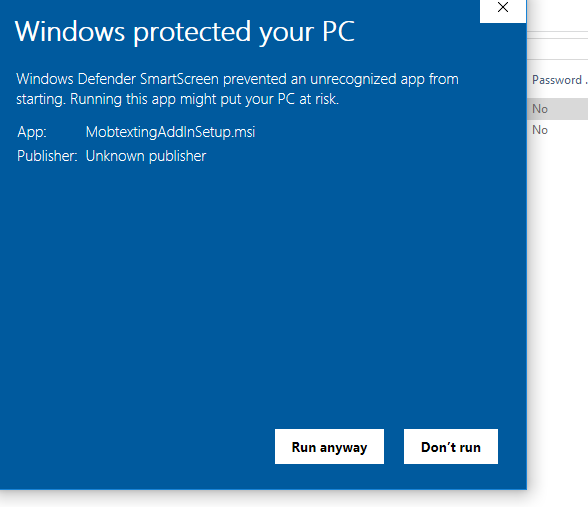 Windows protected your PC
Windows Defender SmartScreen prevented an unrecognized app from
starting. Running this app might put your PC at risk.
App: MobtextingAddInSetup.msi
Publisher: Unknown publisher
Run anyway Don't run
Password .
No
No